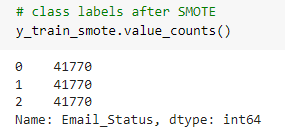 # class labels after SMOTE
y_train_smote.value_counts()
0    41770
1    41770
2    41770
Name: Email_Status, dtype: int64